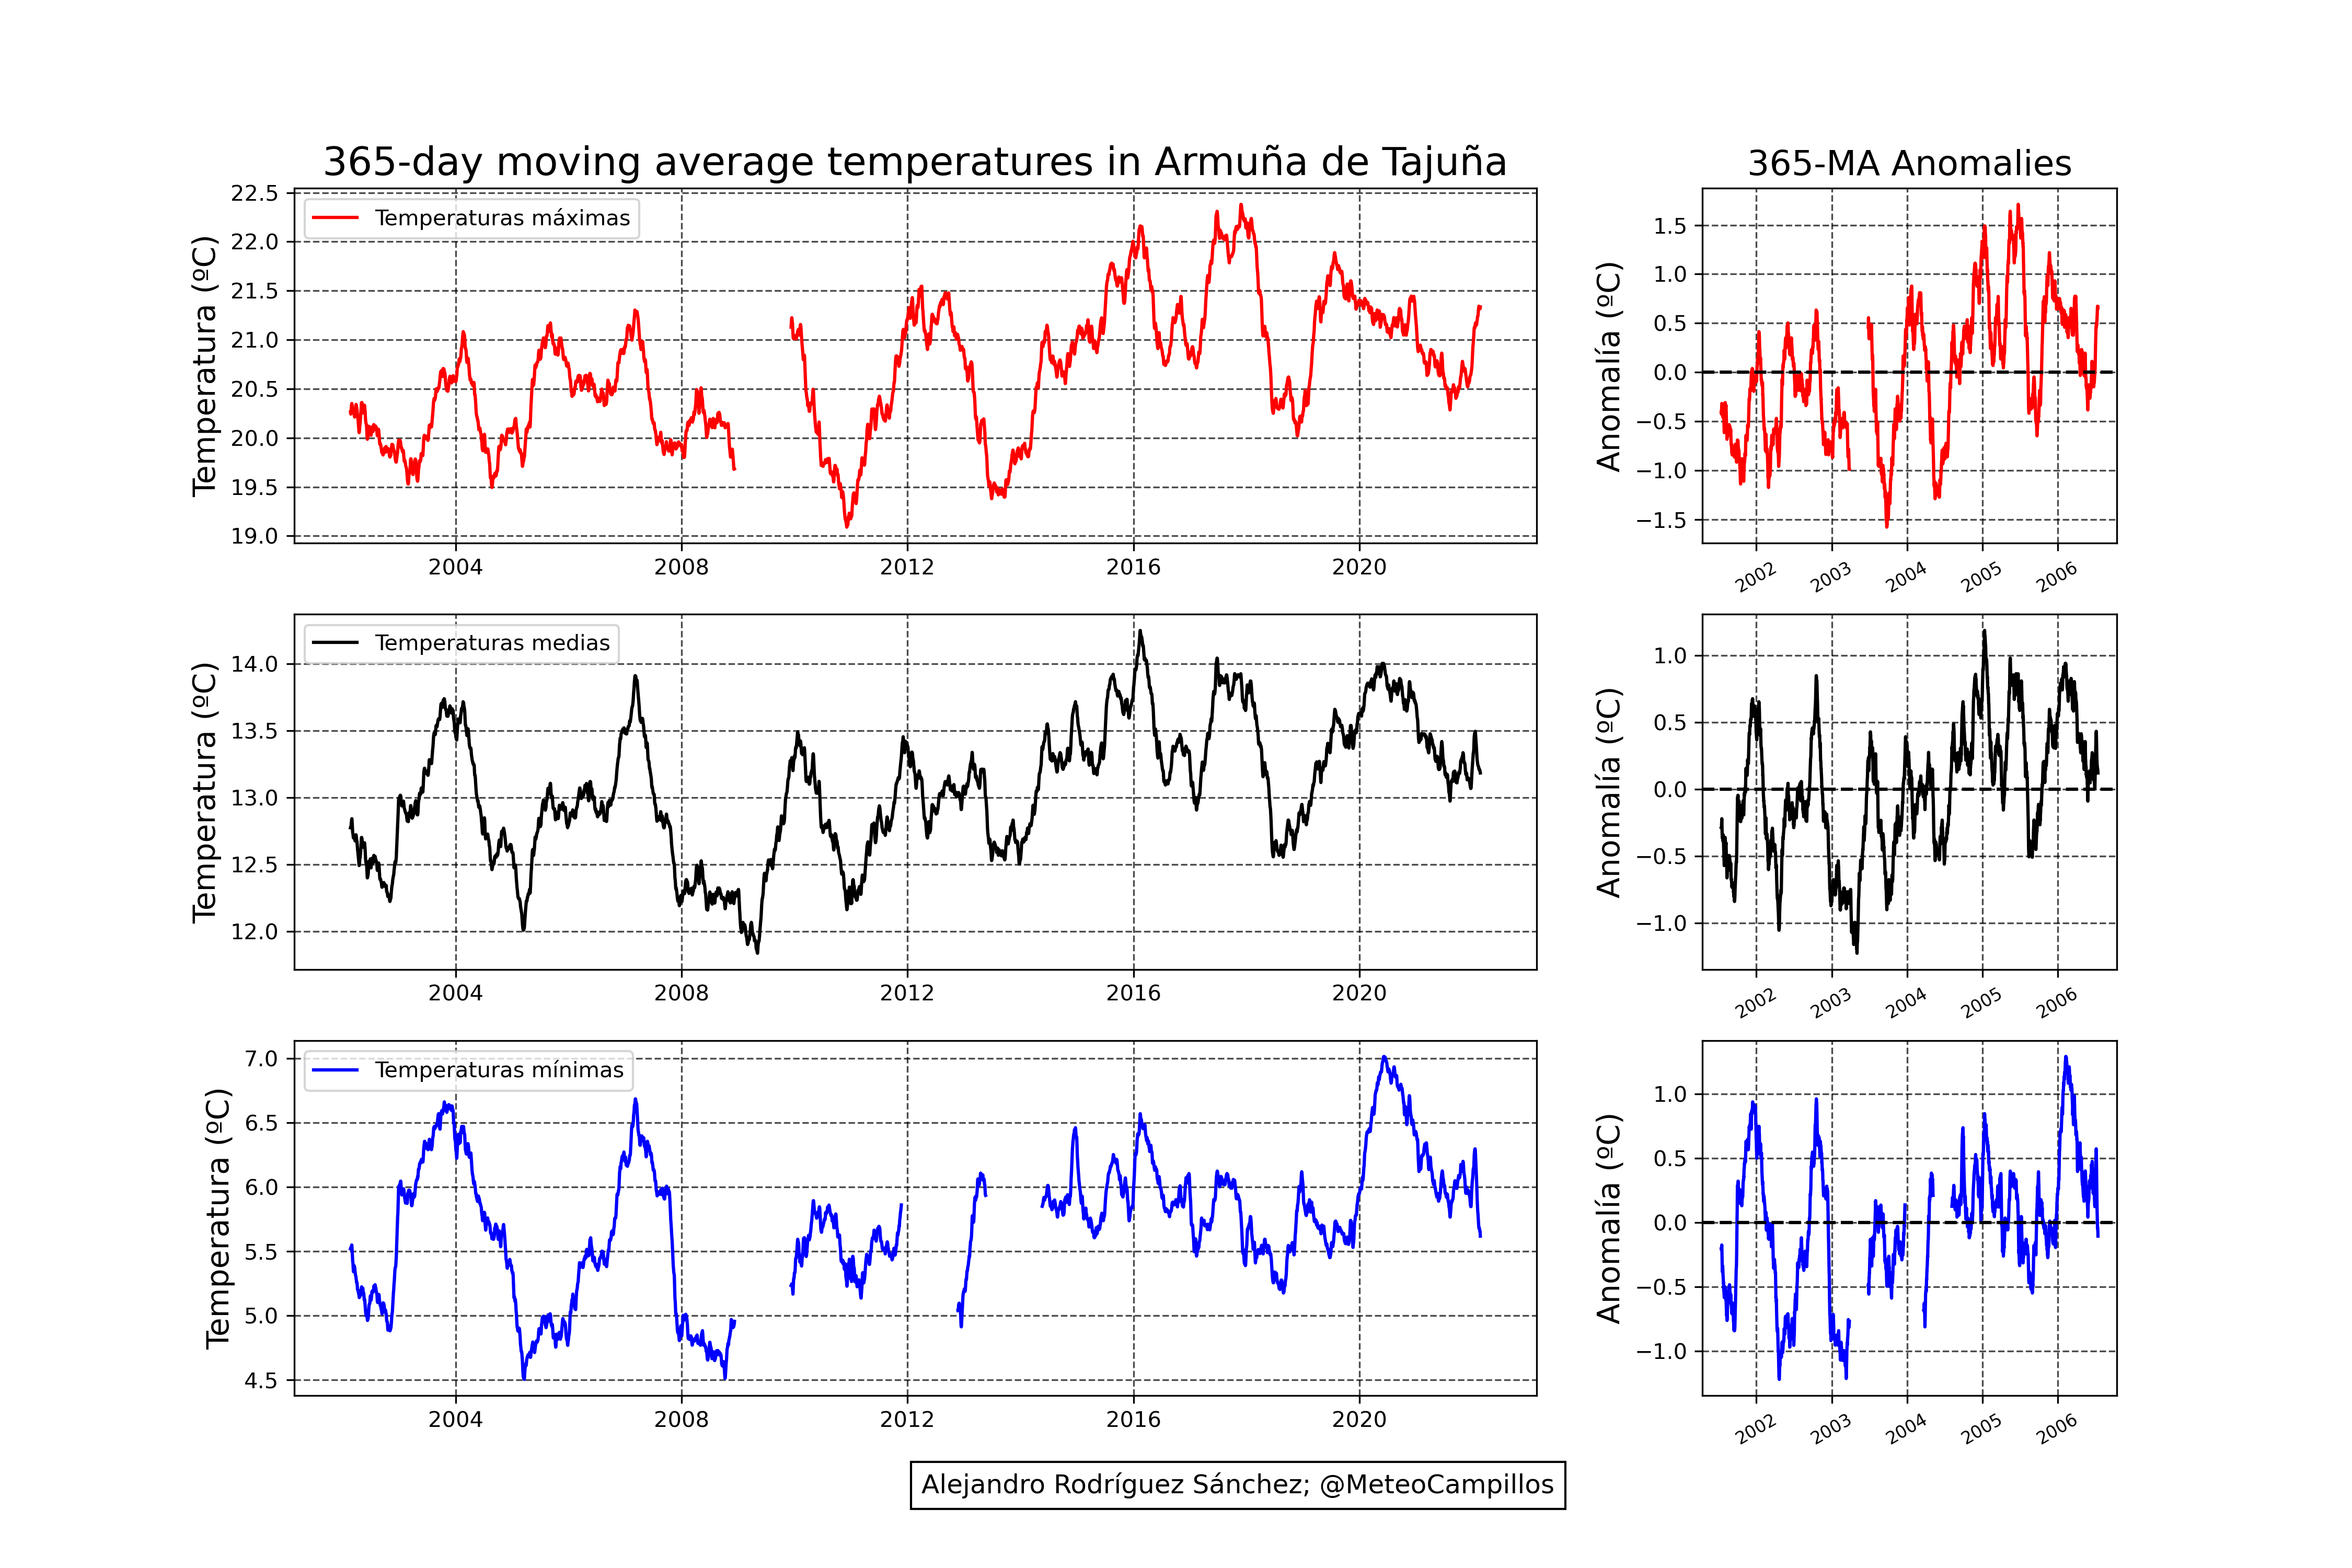 365-day moving average temperatures in Armuña de Tajuña
365-MA Anomalies
Temperatura (ºC)
22.5
22.0
21.5
21.0
20.5
20.0
19.5
19.0
Temperaturas máximas
2004 2008 2012 2016 2020
Anomalía (ºC)
1.5
1.0
0.5
0.0
−0.5
−1.0
−1.5
2002 2003 2004 2005 2006
Temperatura (ºC)
14.0
13.5
13.0
12.5
12.0
Temperaturas medias
2004 2008 2012 2016 2020
Anomalía (ºC)
1.0
0.5
0.0
−0.5
−1.0
2002 2003 2004 2005 2006
Temperatura (ºC)
7.0
6.5
6.0
5.5
5.0
4.5
Temperaturas mínimas
2004 2008 2012 2016 2020
Anomalía (ºC)
1.0
0.5
0.0
−0.5
−1.0
2002 2003 2004 2005 2006
Alejandro Rodríguez Sánchez; @MeteoCampillos